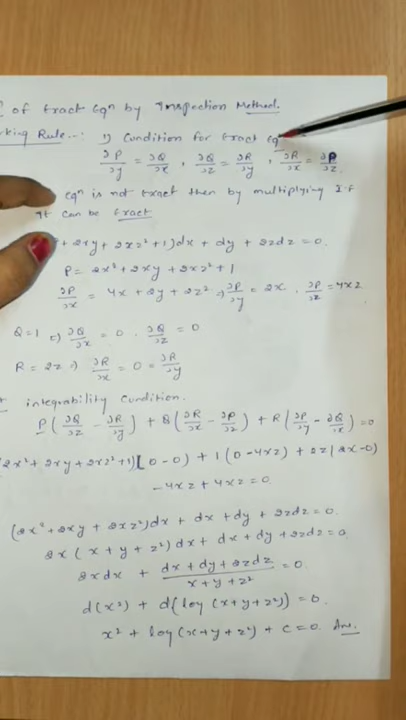 of Exact Eqn by Inspection Method.
rking Rule..: 1) Condition for Exact Eqn
∂P/∂y = ∂Q/∂x , ∂Q/∂z = ∂R/∂y , ∂R/∂x = ∂P/∂z
Eqn is not Exact then by multiplying I.F
It can be Exact
+ 2xy + 2xz² + 1)dx + dy + 2zdz = 0.
P = 2x² + 2xy + 2xz² + 1
∂P/∂x = 4x + 2y + 2z² ⇒ ∂P/∂y = 2x , ∂P/∂z = 4xz
Q = 1 ⇒ ∂Q/∂x = 0 . ∂Q/∂z = 0
R = 2z ⇒ ∂R/∂x = 0 = ∂R/∂y
integrability Condition.
P(∂Q/∂z - ∂R/∂y) + Q(∂R/∂x - ∂P/∂z) + R(∂P/∂y - ∂Q/∂x) = 0
(2x² + 2xy + 2xz² + 1)[0-0) + 1(0-4xz) + 2z(2x-0)
-4xz + 4xz = 0.
(2x² + 2xy + 2xz²)dx + dx + dy + 2zdz = 0.
2x(x + y + z²)dx + dx + dy + 2zdz = 0
2xdx + dx + dy + 2zdz / x + y + z² = 0.
d(x²) + d(log(x+y+z²)) = 0.
x² + log(x+y+z²) + C = 0. Ans.